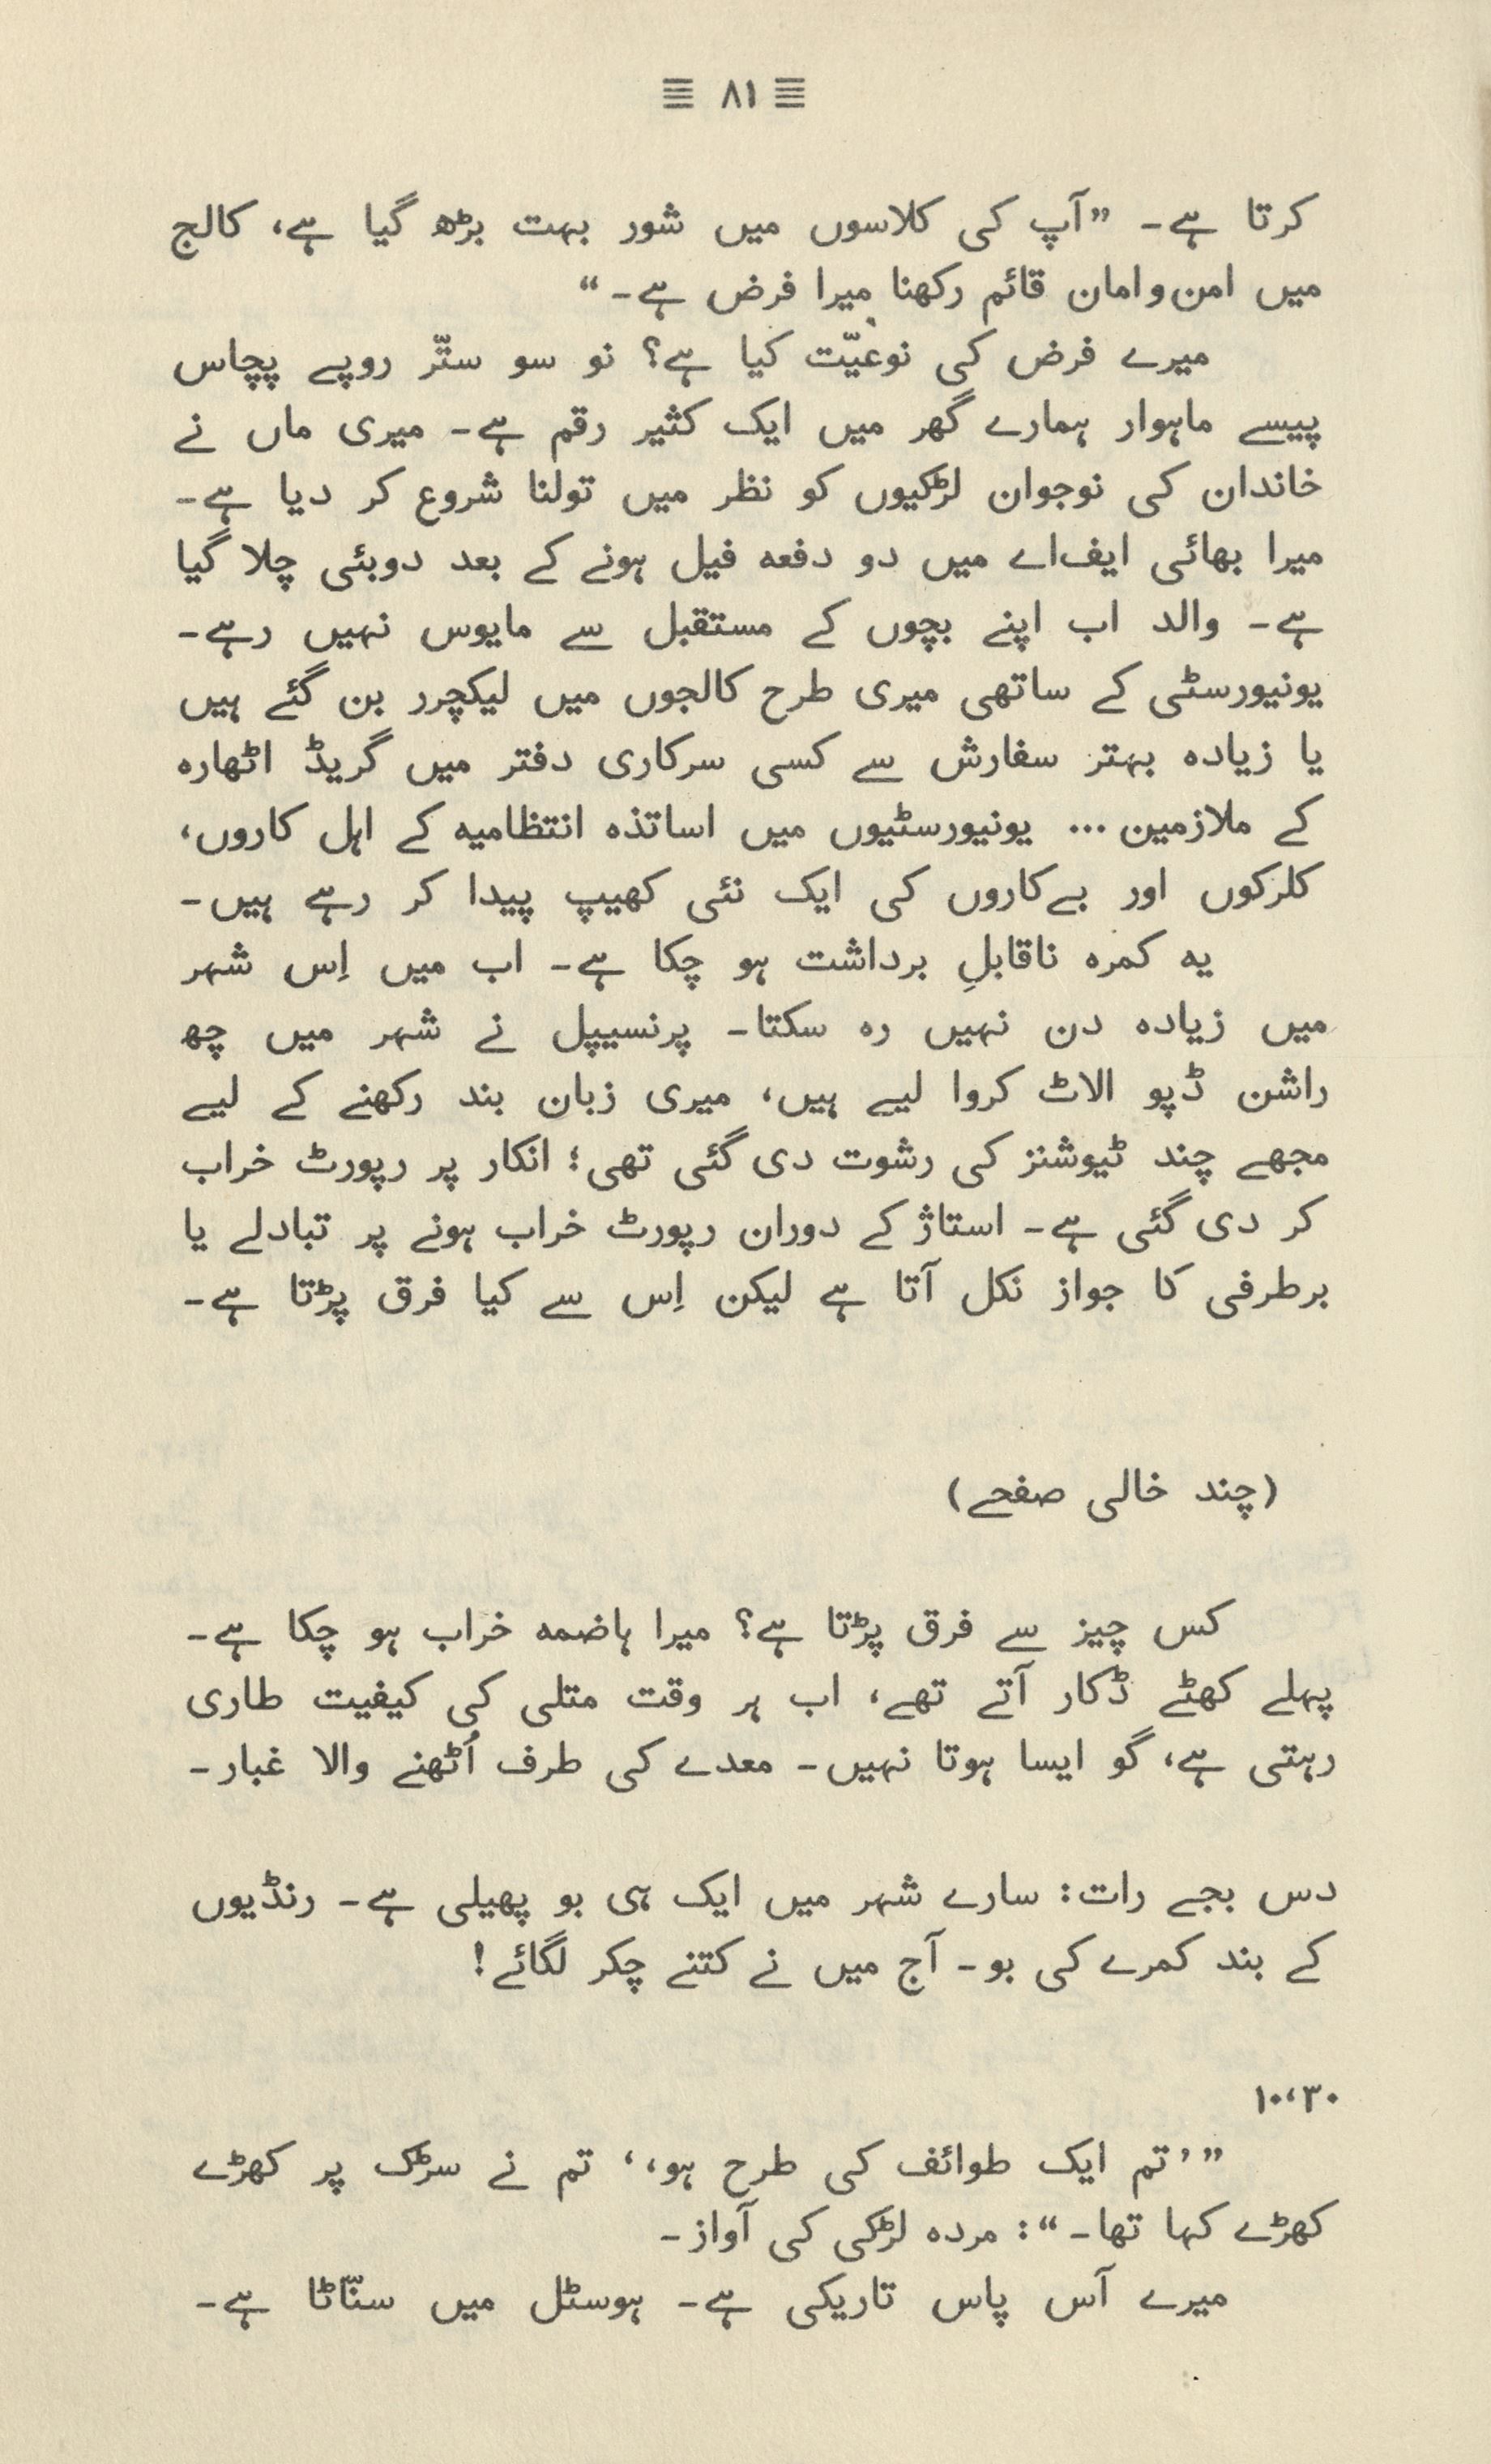 ۸۱
کرتا ہے۔ ”آپ کی کلاسوں میں شور بہت بڑھ گیا ہے، کالج
میں امن و امان قائم رکھنا میرا فرض ہے۔“
میرے فرض کی نوعیّت کیا ہے؟ نو سو ستّر روپے پچاس
پیسے ماہوار ہمارے گھر میں ایک کثیر رقم ہے۔ میری ماں نے
خاندان کی نوجوان لڑکیوں کو نظر میں تولنا شروع کر دیا ہے۔
میرا بھائی ایف‌اے میں دو دفعہ فیل ہونے کے بعد دوبئی چلا گیا
ہے۔ والد اب اپنے بچوں کے مستقبل سے مایوس نہیں رہے۔
یونیورسٹی کے ساتھی میری طرح کالجوں میں لیکچرر بن گئے ہیں
یا زیادہ بہتر سفارش سے کسی سرکاری دفتر میں گریڈ اٹھارہ
کے ملازمین ... یونیورسٹیوں میں اساتذہ انتظامیہ کے اہل کاروں،
کلرکوں اور بےکاروں کی ایک نئی کھیپ پیدا کر رہے ہیں۔
یہ کمرہ ناقابلِ برداشت ہو چکا ہے۔ اب میں اِس شہر
میں زیادہ دن نہیں رہ سکتا۔ پرنسیپل نے شہر میں چھ
راشن ڈپو الاٹ کروا لیے ہیں، میری زبان بند رکھنے کے لیے
مجھے چند ٹیوشنز کی رشوت دی گئی تھی؛ انکار پر رپورٹ خراب
کر دی گئی ہے۔ استاژ کے دوران رپورٹ خراب ہونے پر تبادلے یا
برطرفی کا جواز نکل آتا ہے لیکن اِس سے کیا فرق پڑتا ہے۔
(چند خالی صفحے)
کس چیز سے فرق پڑتا ہے؟ میرا ہاضمہ خراب ہو چکا ہے۔
پہلے کھٹے ڈکار آتے تھے، اب ہر وقت متلی کی کیفیت طاری
رہتی ہے، گو ایسا ہوتا نہیں۔ معدے کی طرف اُٹھنے والا غبار۔
دس بجے رات: سارے شہر میں ایک ہی بو پھیلی ہے۔ رنڈیوں
کے بند کمرے کی بو۔ آج میں نے کتنے چکر لگائے!
۱۰،۳۰
”’تم ایک طوائف کی طرح ہو،‘ تم نے سڑک پر کھڑے
کھڑے کہا تھا۔“: مردہ لڑکی کی آواز۔
میرے آس پاس تاریکی ہے۔ ہوسٹل میں سنّاٹا ہے۔